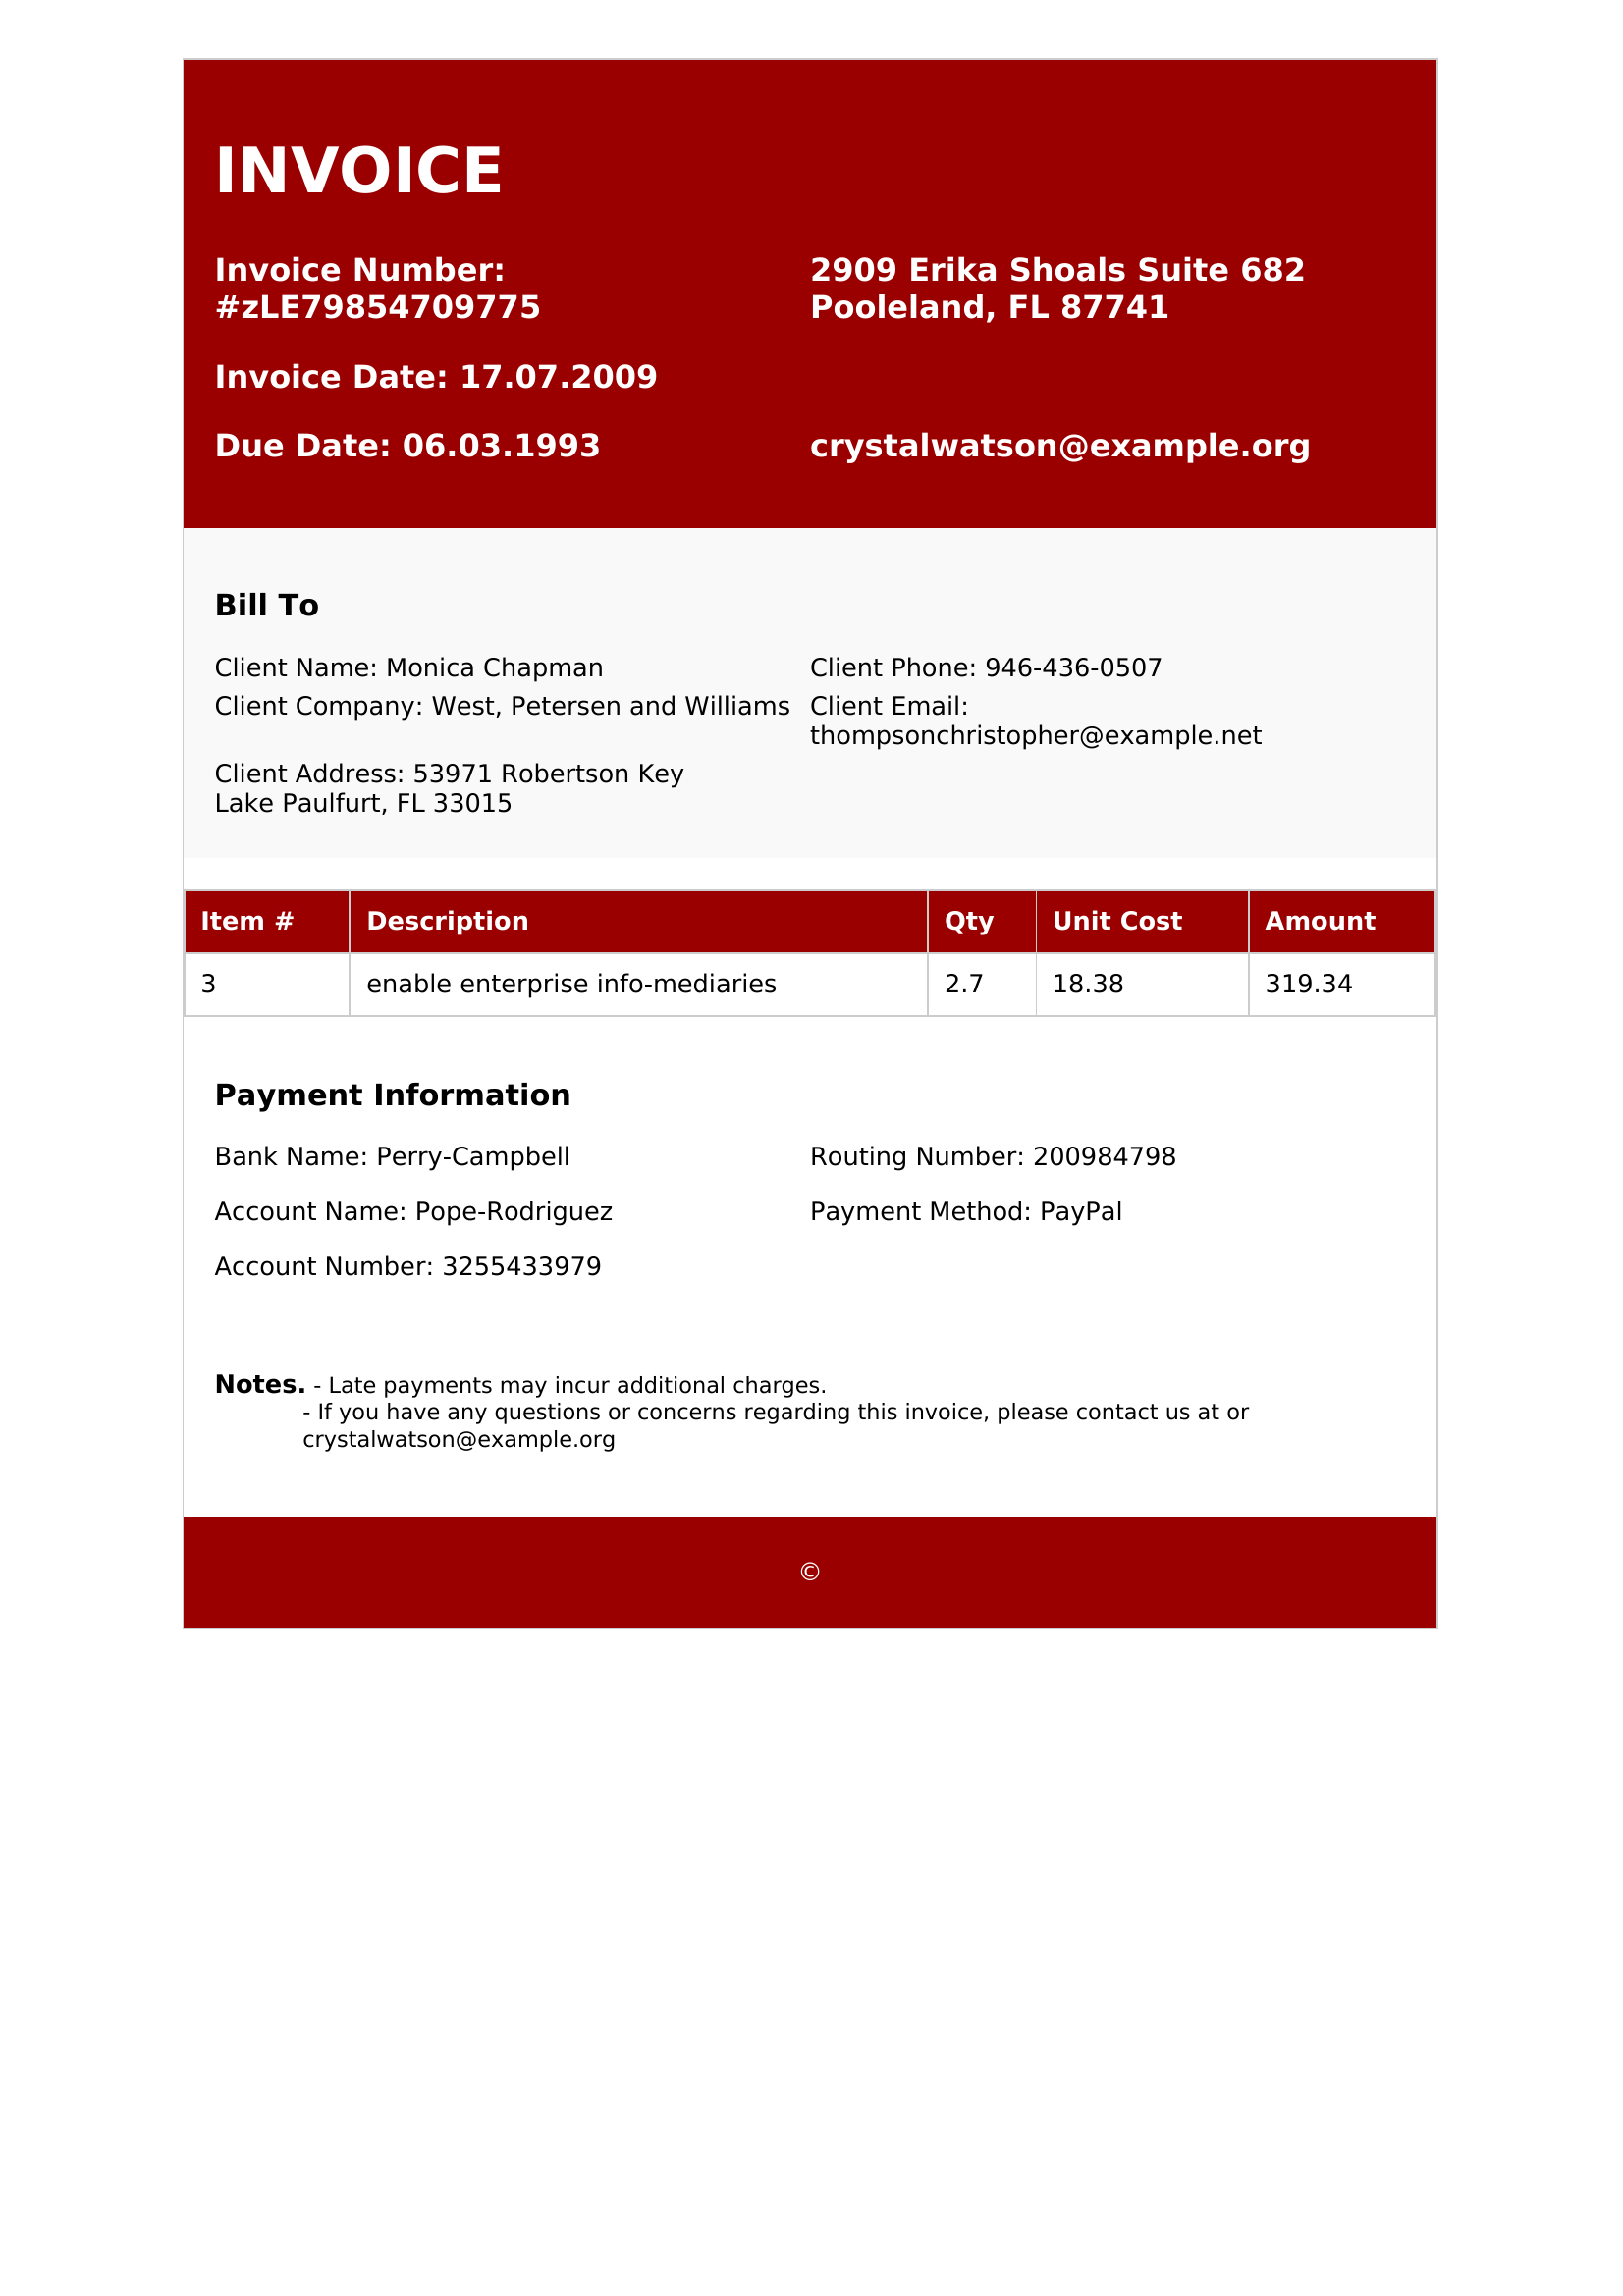 INVOICE
Invoice Number:
#zLE79854709775
2909 Erika Shoals Suite 682
Pooleland, FL 87741
Invoice Date: 17.07.2009
Due Date: 06.03.1993
crystalwatson@example.org
Bill To
Client Name: Monica Chapman
Client Phone: 946-436-0507
Client Company: West, Petersen and Williams
Client Email:
thompsonchristopher@example.net
Client Address: 53971 Robertson Key
Lake Paulfurt, FL 33015
Item # Description Qty Unit Cost Amount
3 enable enterprise info-mediaries 2.7 18.38 319.34
Payment Information
Bank Name: Perry-Campbell
Routing Number: 200984798
Account Name: Pope-Rodriguez
Payment Method: PayPal
Account Number: 3255433979
Notes. - Late payments may incur additional charges.
- If you have any questions or concerns regarding this invoice, please contact us at or
crystalwatson@example.org
©